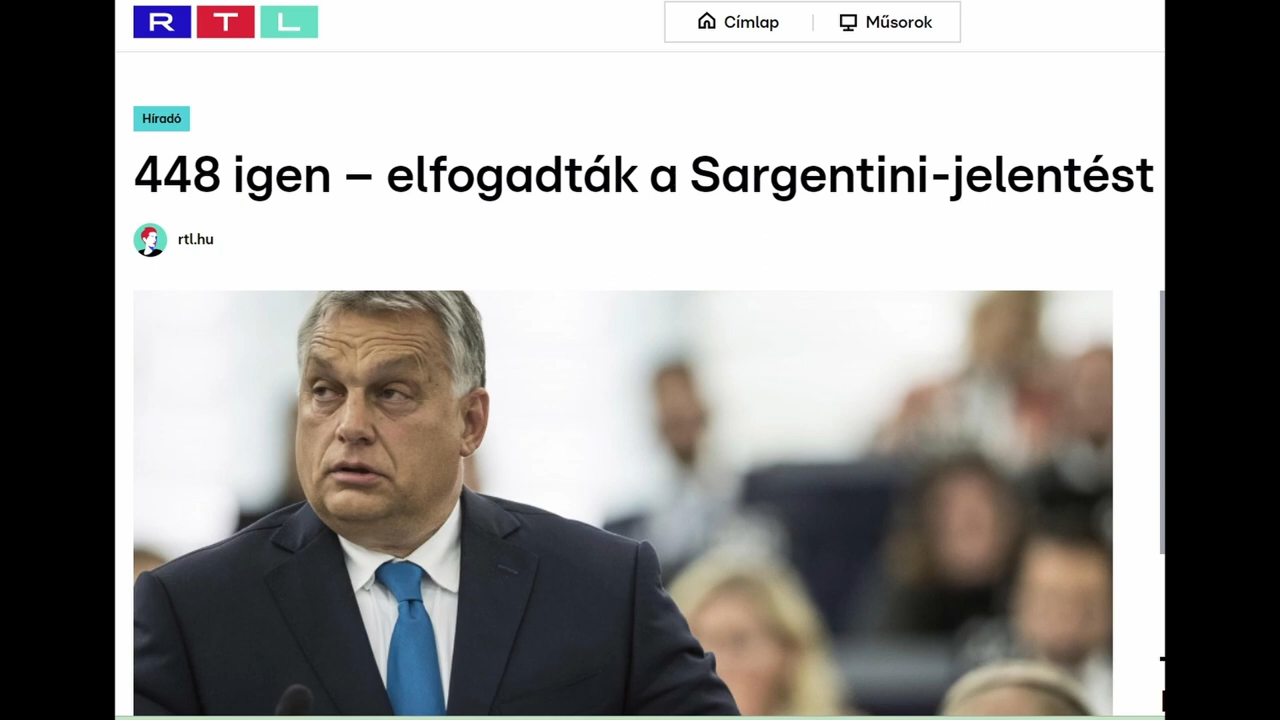 R T L
Címlap
Műsorok
Híradó
448 igen – elfogadták a Sargentini-jelentést
rtl.hu